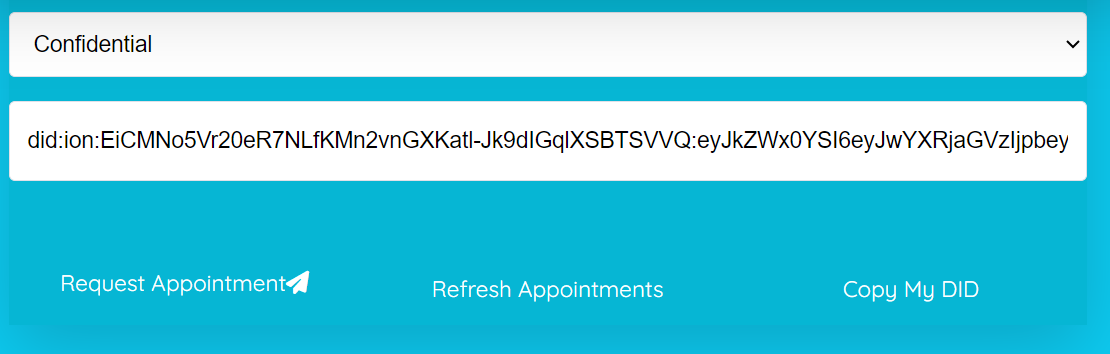 Confidential
did:ion:EiCMNo5Vr20eR7NLfKMn2vnGXKatl-Jk9dIGqlXSBTSVVQ:eyJkZWx0YSI6eyJwYXRjaGVzIjpbey
Request Appointment
Refresh Appointments
Copy My DID